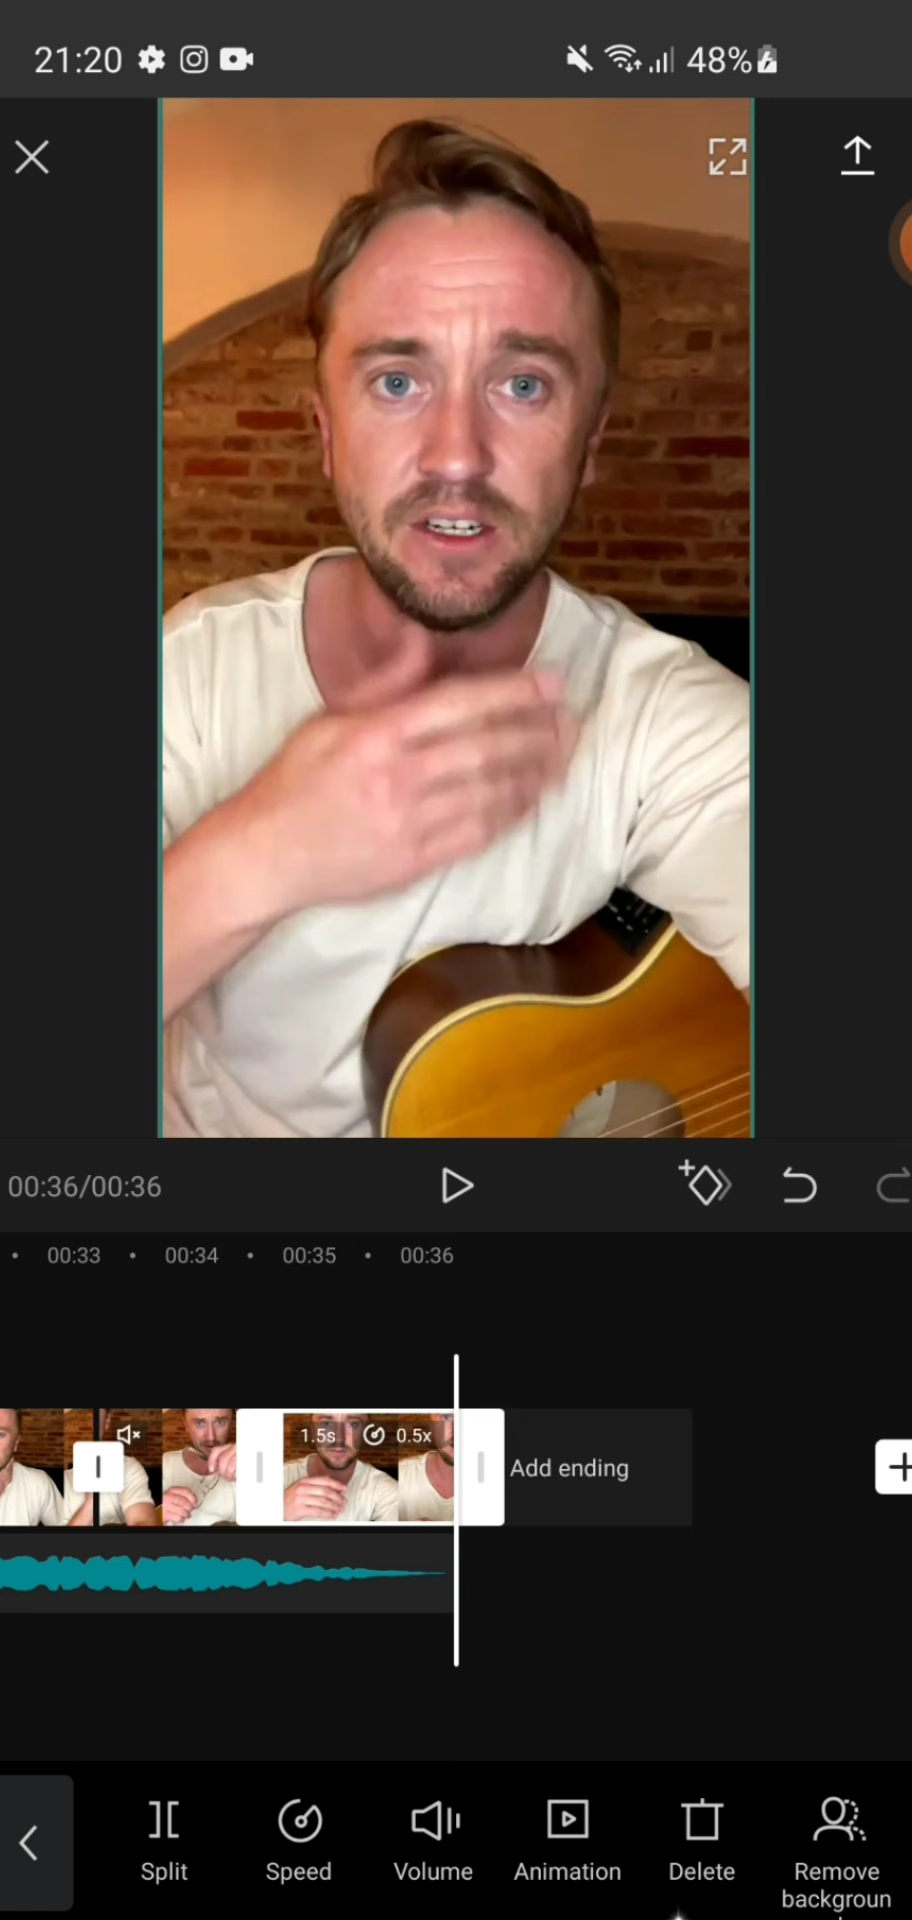 21:20 48%
00:36/00:36
00:33 00:34 00:35 00:36
1.5s 0.5x
Add ending
Split Speed Volume Animation Delete Remove
backgroun